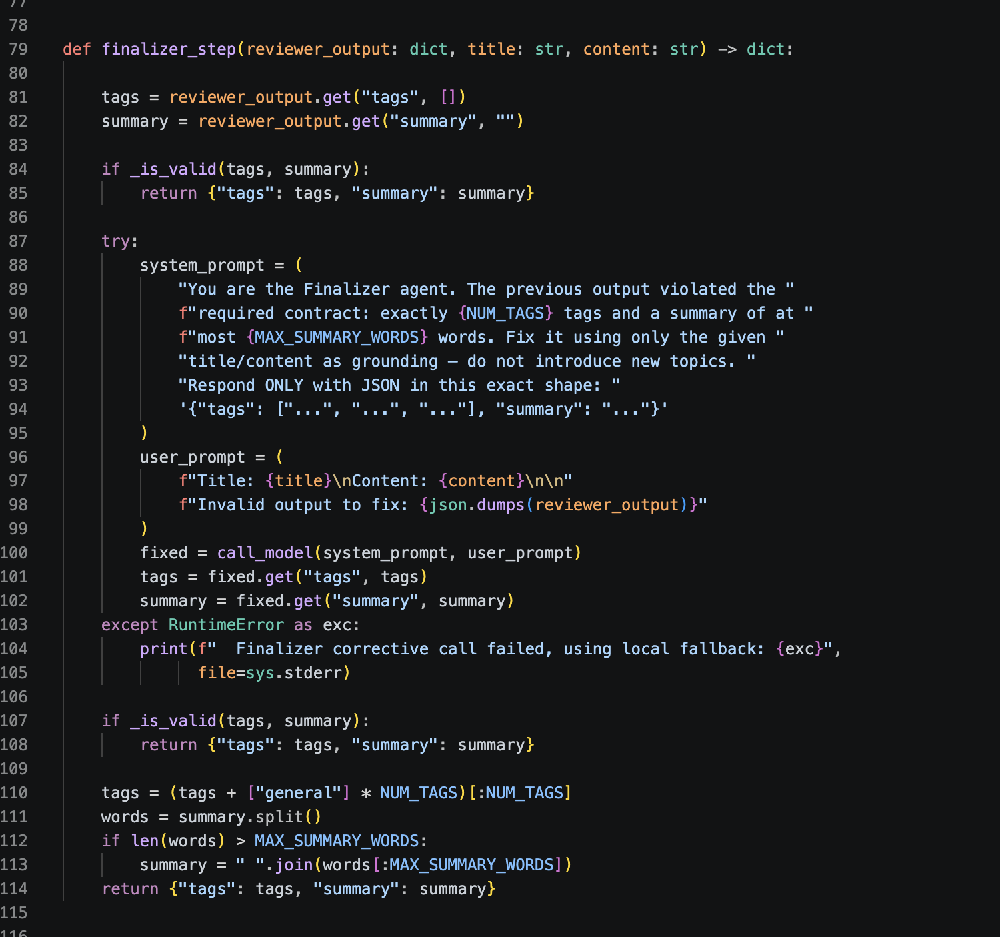 77
78
79 def finalizer_step(reviewer_output: dict, title: str, content: str) -> dict:
80
81     tags = reviewer_output.get("tags", [])
82     summary = reviewer_output.get("summary", "")
83
84     if _is_valid(tags, summary):
85         return {"tags": tags, "summary": summary}
86
87     try:
88         system_prompt = (
89             "You are the Finalizer agent. The previous output violated the "
90             f"required contract: exactly {NUM_TAGS} tags and a summary of at "
91             f"most {MAX_SUMMARY_WORDS} words. Fix it using only the given "
92             "title/content as grounding — do not introduce new topics. "
93             "Respond ONLY with JSON in this exact shape: "
94             '{"tags": ["...", "...", "..."], "summary": "..."}'
95         )
96         user_prompt = (
97             f"Title: {title}\nContent: {content}\n\n"
98             f"Invalid output to fix: {json.dumps(reviewer_output)}"
99         )
100         fixed = call_model(system_prompt, user_prompt)
101         tags = fixed.get("tags", tags)
102         summary = fixed.get("summary", summary)
103     except RuntimeError as exc:
104         print(f"  Finalizer corrective call failed, using local fallback: {exc}",
105               file=sys.stderr)
106
107     if _is_valid(tags, summary):
108         return {"tags": tags, "summary": summary}
109
110     tags = (tags + ["general"] * NUM_TAGS)[:NUM_TAGS]
111     words = summary.split()
112     if len(words) > MAX_SUMMARY_WORDS:
113         summary = " ".join(words[:MAX_SUMMARY_WORDS])
114     return {"tags": tags, "summary": summary}
115
116